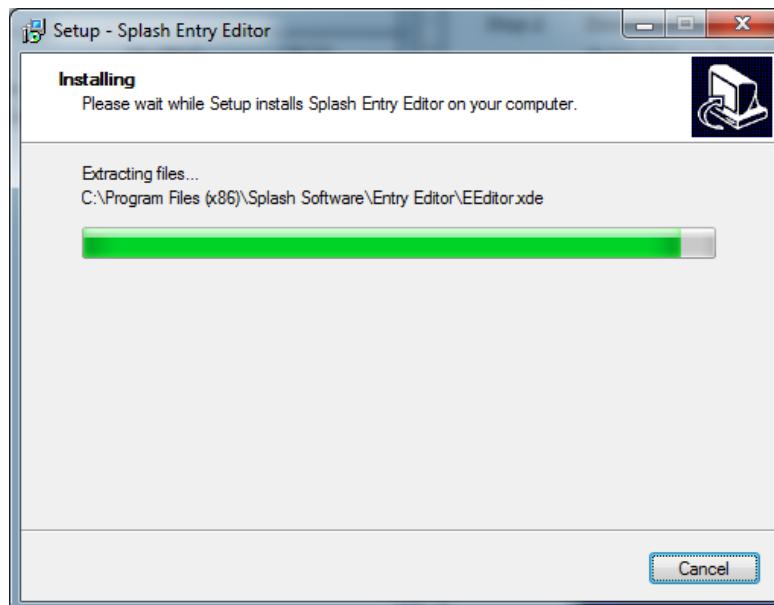 Setup - Splash Entry Editor
Installing
Please wait while Setup installs Splash Entry Editor on your computer.
Extracting files...
C:\Program Files (x86)\Splash Software\Entry Editor\EEditor.xde
Cancel